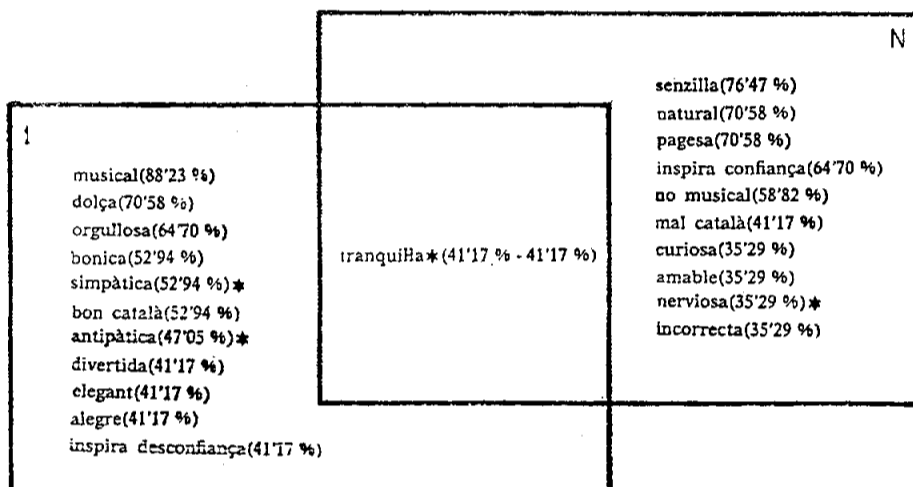 N
senzilla(76'47 %)
natural(70'58 %)
pagesa(70'58 %)
inspira confiança(64'70 %)
no musical(58'82 %)
mal català(41'17 %)
curiosa(35'29 %)
amable(35'29 %)
nerviosa(35'29 %)*
incorrecta(35'29 %)
tranquil·la*(41'17 % - 41'17 %)
1
musical(88'23 %)
dolça(70'58 %)
orgullosa(64'70 %)
bonica(52'94 %)
simpàtica(52'94 %)*
bon català(52'94 %)
antipàtica(47'05 %)*
divertida(41'17 %)
elegant(41'17 %)
alegre(41'17 %)
inspira desconfiança(41'17 %)